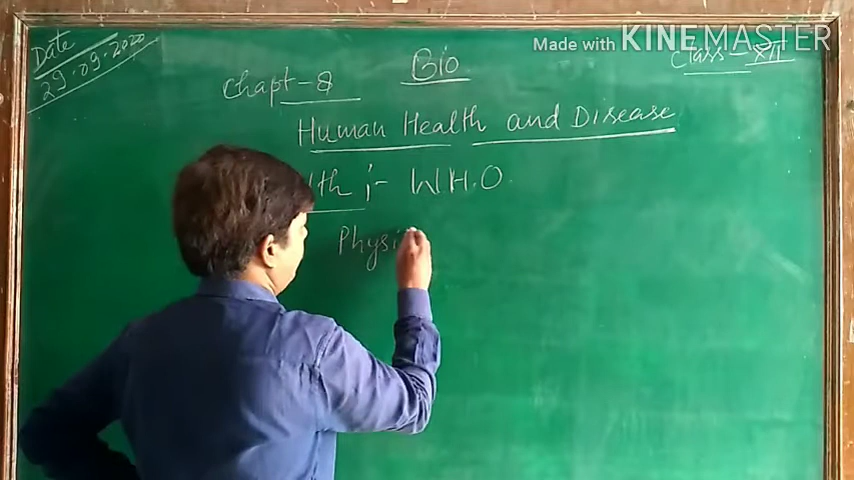 Date
29.09.2020
Made with KINEMASTER
Class - XII
Bio
Chapt - 8
Human Health and Disease
lth :- W.H.O.
Physi